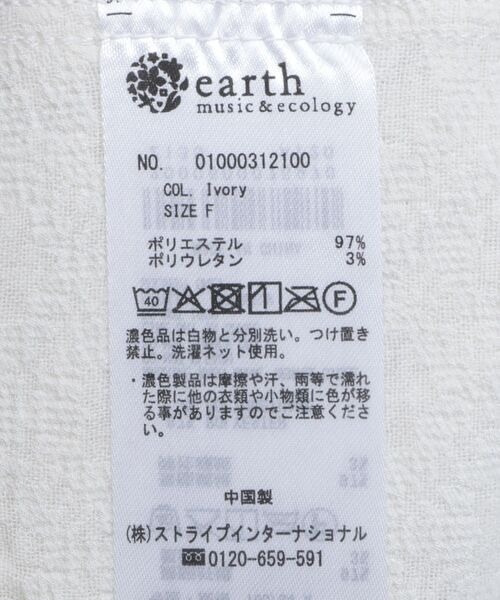 earth
music&ecology
NO. 01000312100
COL. Ivory
SIZE F
ポリエステル 97%
ポリウレタン 3%
40 F
濃色品は白物と分別洗い。つけ置き
禁止。洗濯ネット使用。
・濃色製品は摩擦や汗、雨等で濡れ
た際に他の衣類や小物類に色が移
る事がありますのでご注意くださ
い。
中国製
(株)ストライプインターナショナル
0120-659-591